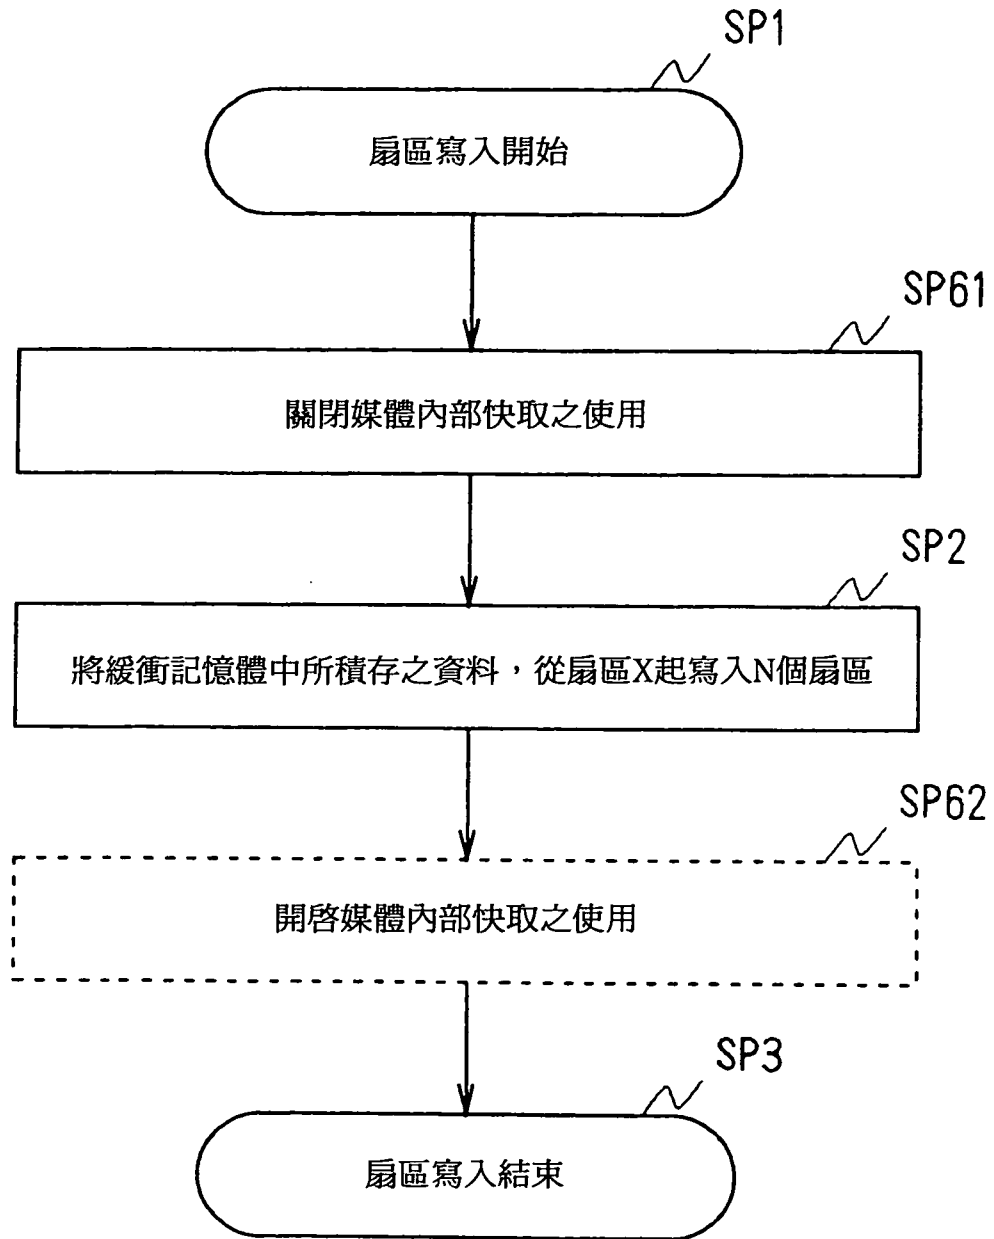 SP1
扇區寫入開始
SP61
關閉媒體內部快取之使用
SP2
將緩衝記憶體中所積存之資料，從扇區X起寫入N個扇區
SP62
開啓媒體內部快取之使用
SP3
扇區寫入結束